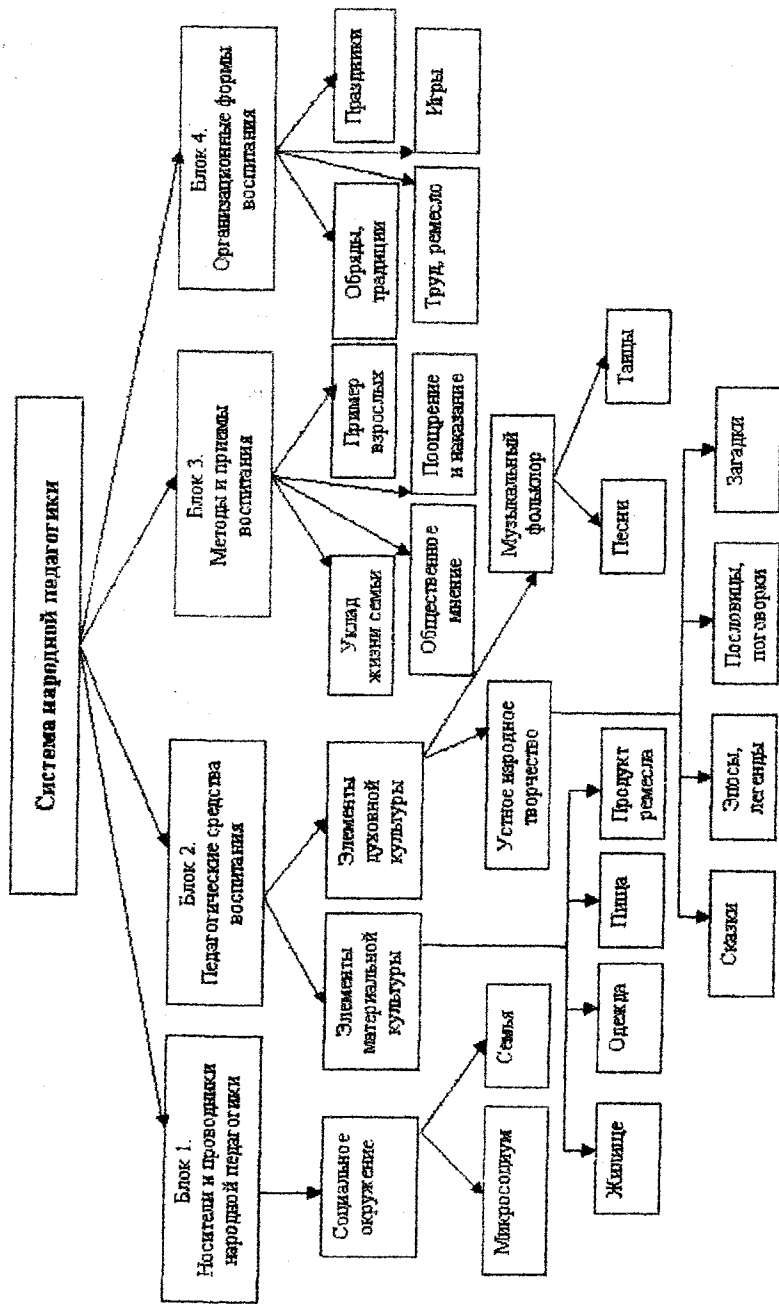 Система народной педагогики
Блок 1.
Носители и проводники
народной педагогики
Блок 2.
Педагогические средства
воспитания
Блок 3.
Методы и приемы
воспитания
Блок 4.
Организационные формы
воспитания
Социальное
окружение
Элементы
материальной
культуры
Элементы
духовной
культуры
Уклад
жизни семьи
Пример
взрослых
Обряды,
традиции
Праздники
Общественное
мнение
Поощрение
и наказание
Труд, ремесло
Игры
Микросоциум
Семья
Устное народное
творчество
Музыкальный
фольклор
Жилище
Одежда
Пища
Продукт
ремесла
Песни
Танцы
Сказки
Эпосы,
легенды
Пословицы,
поговорки
Загадки